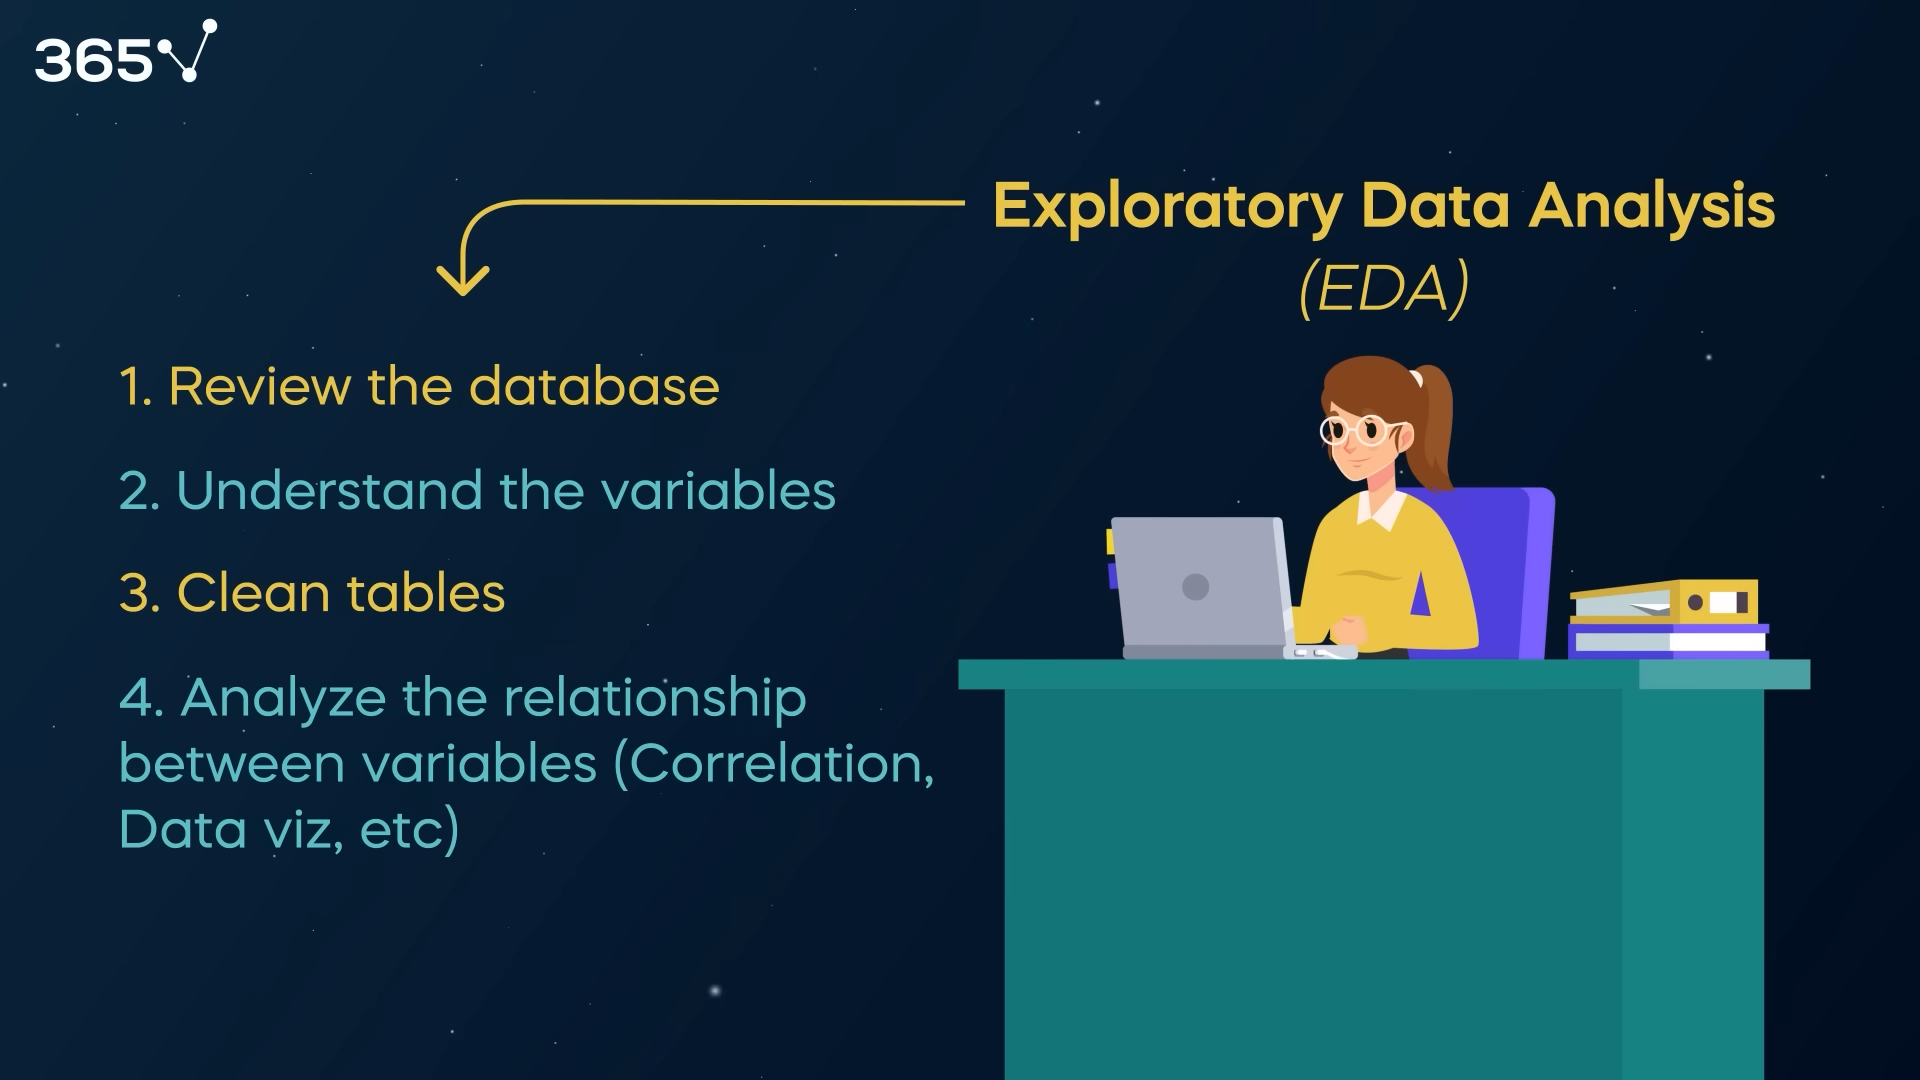 365
Exploratory Data Analysis
(EDA)
1. Review the database
2. Understand the variables
3. Clean tables
4. Analyze the relationship
between variables (Correlation,
Data viz, etc)